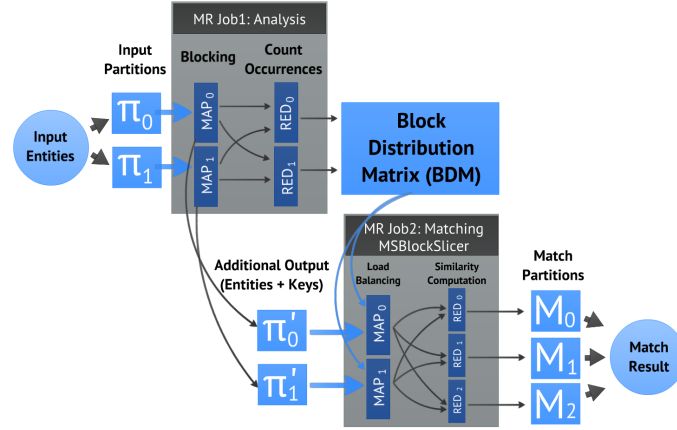 MR Job1: Analysis
Input
Partitions
Blocking
Count
Occurrences
Input
Entities
π0
π1
MAP 0
MAP 1
RED 0
RED 1
Block
Distribution
Matrix (BDM)
MR Job2: Matching
MSBlockSlicer
Additional Output
(Entities + Keys)
Load
Balancing
Similarity
Computation
Match
Partitions
π'0
π'1
MAP 0
MAP 1
RED 0
RED 1
RED 2
M0
M1
M2
Match
Result